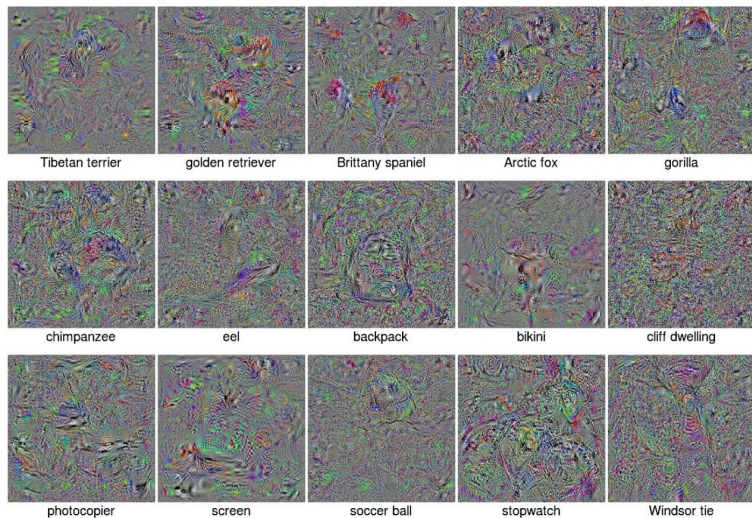 Tibetan terrier golden retriever Brittany spaniel Arctic fox gorilla
chimpanzee eel backpack bikini cliff dwelling
photocopier screen soccer ball stopwatch Windsor tie